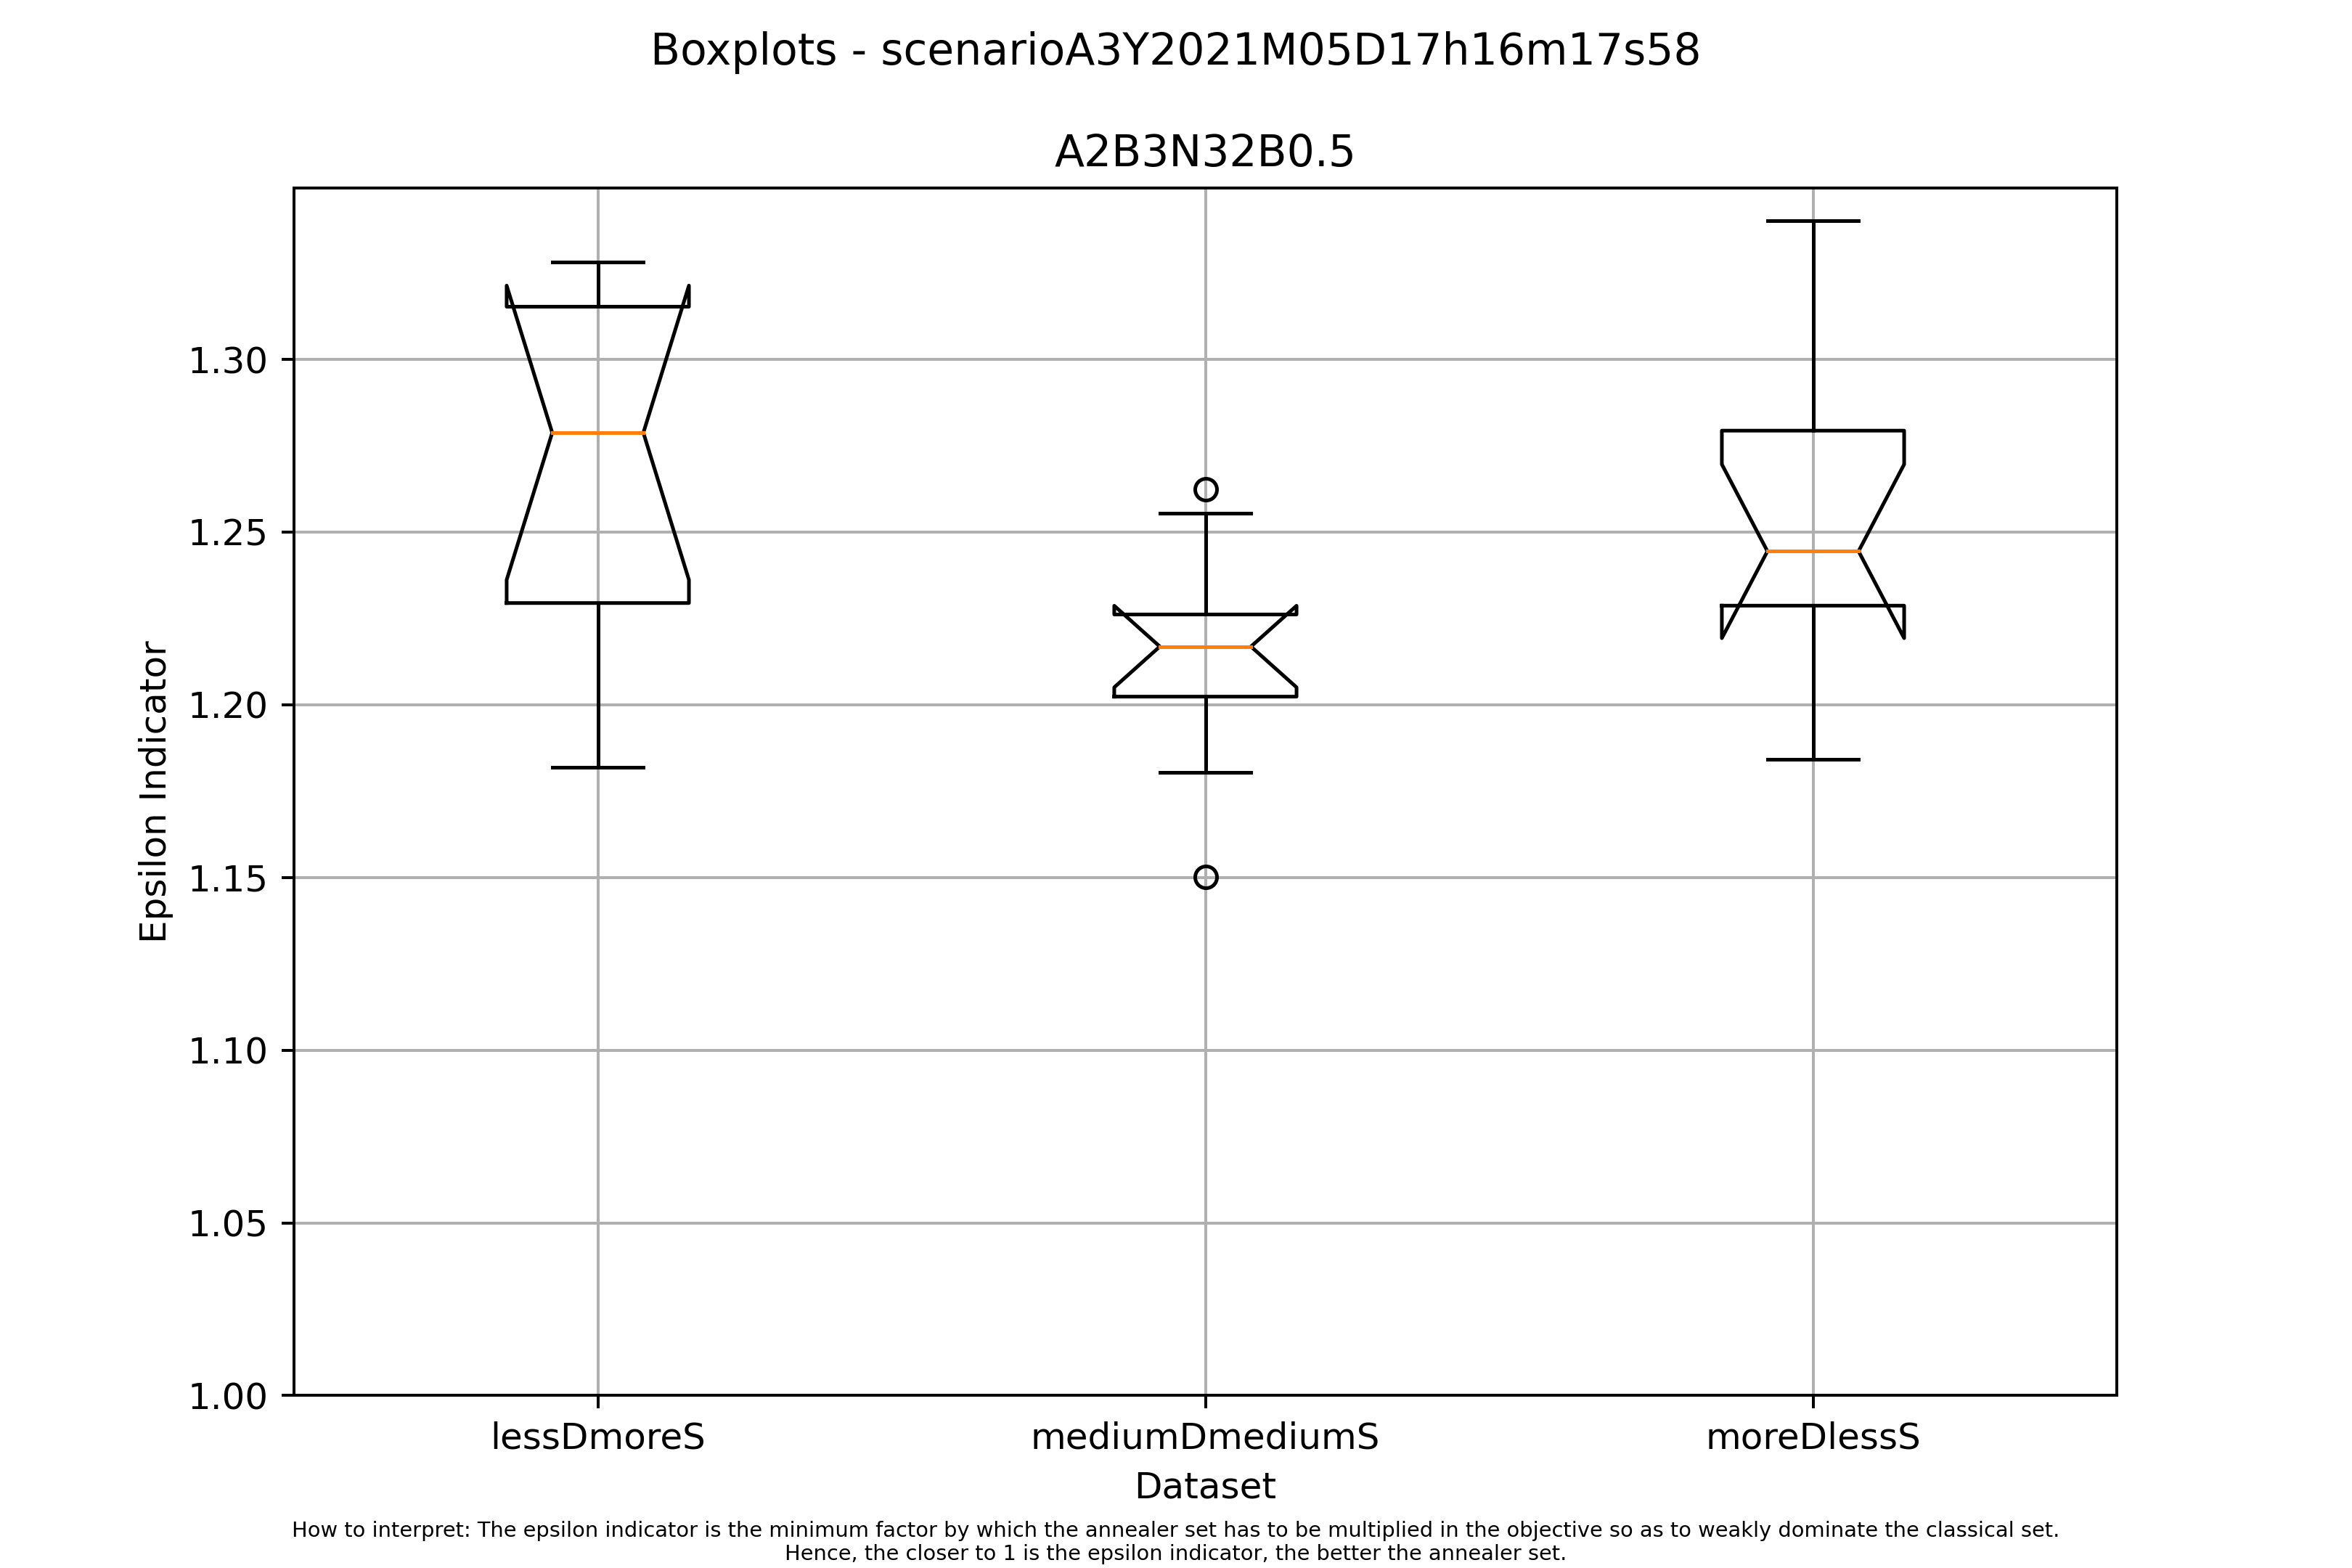 Boxplots - scenarioA3Y2021M05D17h16m17s58
A2B3N32B0.5
Epsilon Indicator
1.30
1.25
1.20
1.15
1.10
1.05
1.00
lessDmoreS
mediumDmediumS
moreDlessS
Dataset
How to interpret: The epsilon indicator is the minimum factor by which the annealer set has to be multiplied in the objective so as to weakly dominate the classical set.
Hence, the closer to 1 is the epsilon indicator, the better the annealer set.